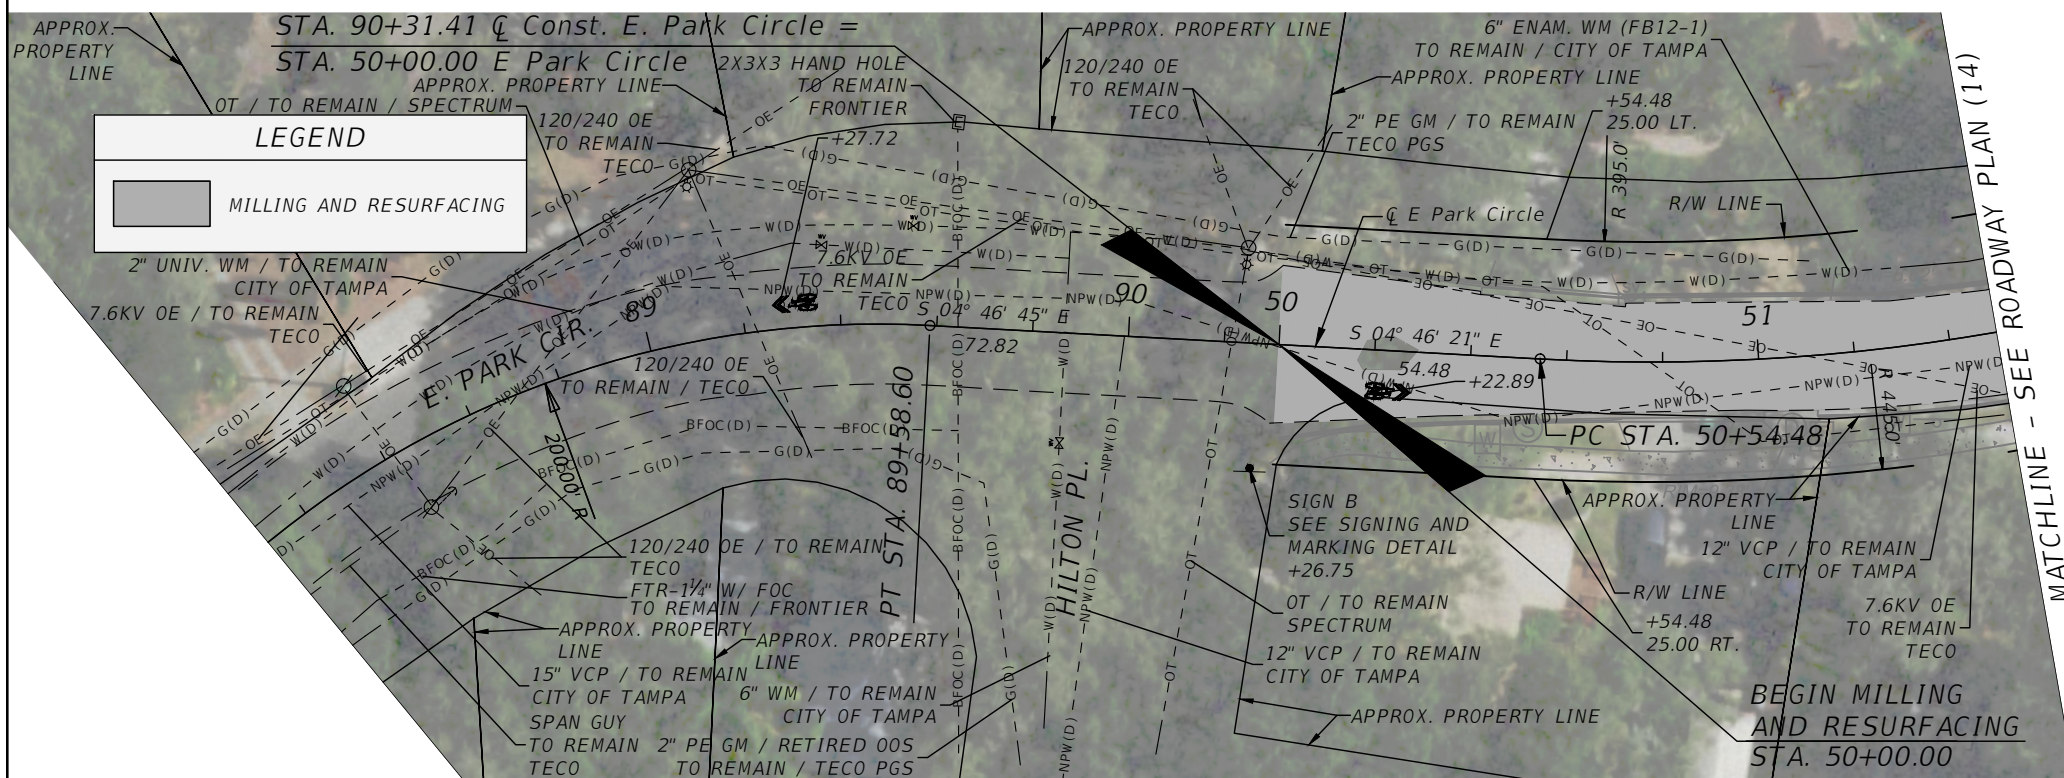 APPROX.
PROPERTY
LINE
STA. 90+31.41 ℄ Const. E. Park Circle =
STA. 50+00.00 E Park Circle
APPROX. PROPERTY LINE
OT / TO REMAIN / SPECTRUM
2X3X3 HAND HOLE
TO REMAIN
FRONTIER
120/240 OE
TO REMAIN
TECO
+27.72
APPROX. PROPERTY LINE
120/240 OE
TO REMAIN
TECO
6" ENAM. WM (FB12-1)
TO REMAIN / CITY OF TAMPA
APPROX. PROPERTY LINE
+54.48
25.00 LT.
2" PE GM / TO REMAIN
TECO PGS
R 395.0'
R/W LINE
℄ E Park Circle
MATCHLINE - SEE ROADWAY PLAN (14)
LEGEND
MILLING AND RESURFACING
2" UNIV. WM / TO REMAIN
CITY OF TAMPA
7.6KV OE / TO REMAIN
TECO
7.6KV OE
TO REMAIN
TECO
E. PARK CIR.
89
90
50
51
S 04° 46' 45" E
72.82
S 04° 46' 21" E
54.48
+22.89
120/240 OE
TO REMAIN / TECO
200.00' R
PT STA. 89+58.60
HILTON PL.
PC STA. 50+54.48
R 445.0'
SIGN B
SEE SIGNING AND
MARKING DETAIL
+26.75
APPROX. PROPERTY
LINE
12" VCP / TO REMAIN
CITY OF TAMPA
R/W LINE
+54.48
25.00 RT.
7.6KV OE
TO REMAIN
TECO
120/240 OE / TO REMAIN
TECO
FTR-1¼" W/ FOC
TO REMAIN / FRONTIER
APPROX. PROPERTY
LINE
APPROX. PROPERTY
LINE
15" VCP / TO REMAIN
CITY OF TAMPA
SPAN GUY
TO REMAIN
TECO
6" WM / TO REMAIN
CITY OF TAMPA
2" PE GM / RETIRED OOS
TO REMAIN / TECO PGS
OT / TO REMAIN
SPECTRUM
12" VCP / TO REMAIN
CITY OF TAMPA
APPROX. PROPERTY LINE
BEGIN MILLING
AND RESURFACING
STA. 50+00.00
G(D)
W(D)
NPW(D)
BFOC(D)
OE
OT
W
S